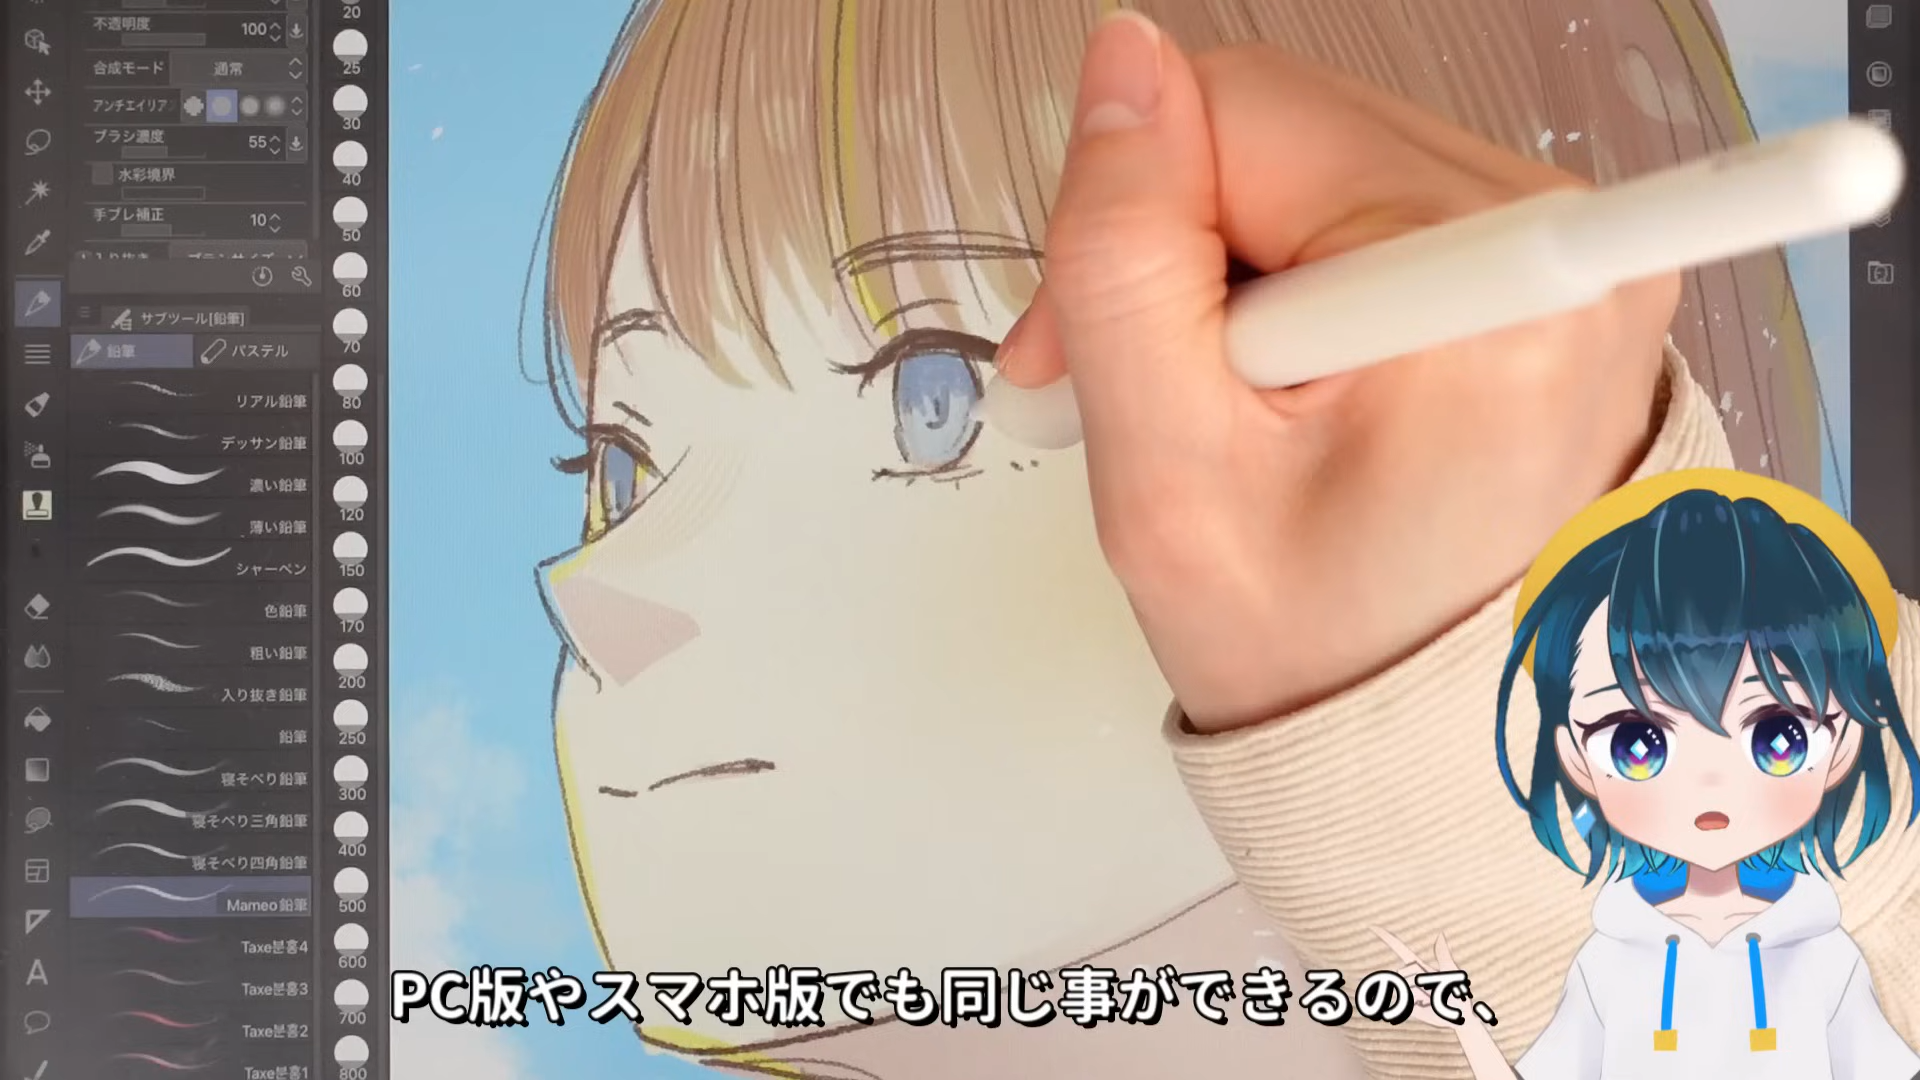 不透明度 100
合成モード 通常
アンチエイリア
ブラシ濃度 55
水彩境界
手ブレ補正 10
サブツール[鉛筆]
鉛筆 パステル
リアル鉛筆
デッサン鉛筆
濃い鉛筆
薄い鉛筆
シャーペン
色鉛筆
粗い鉛筆
入り抜き鉛筆
鉛筆
寝そべり鉛筆
寝そべり三角鉛筆
寝そべり四角鉛筆
Mameo鉛筆
Taxe분홍4
Taxe분홍3
Taxe분홍2
Taxe분홍1
20
25
30
40
50
60
70
80
100
120
150
170
200
250
300
400
500
600
700
800
PC版やスマホ版でも同じ事ができるので、